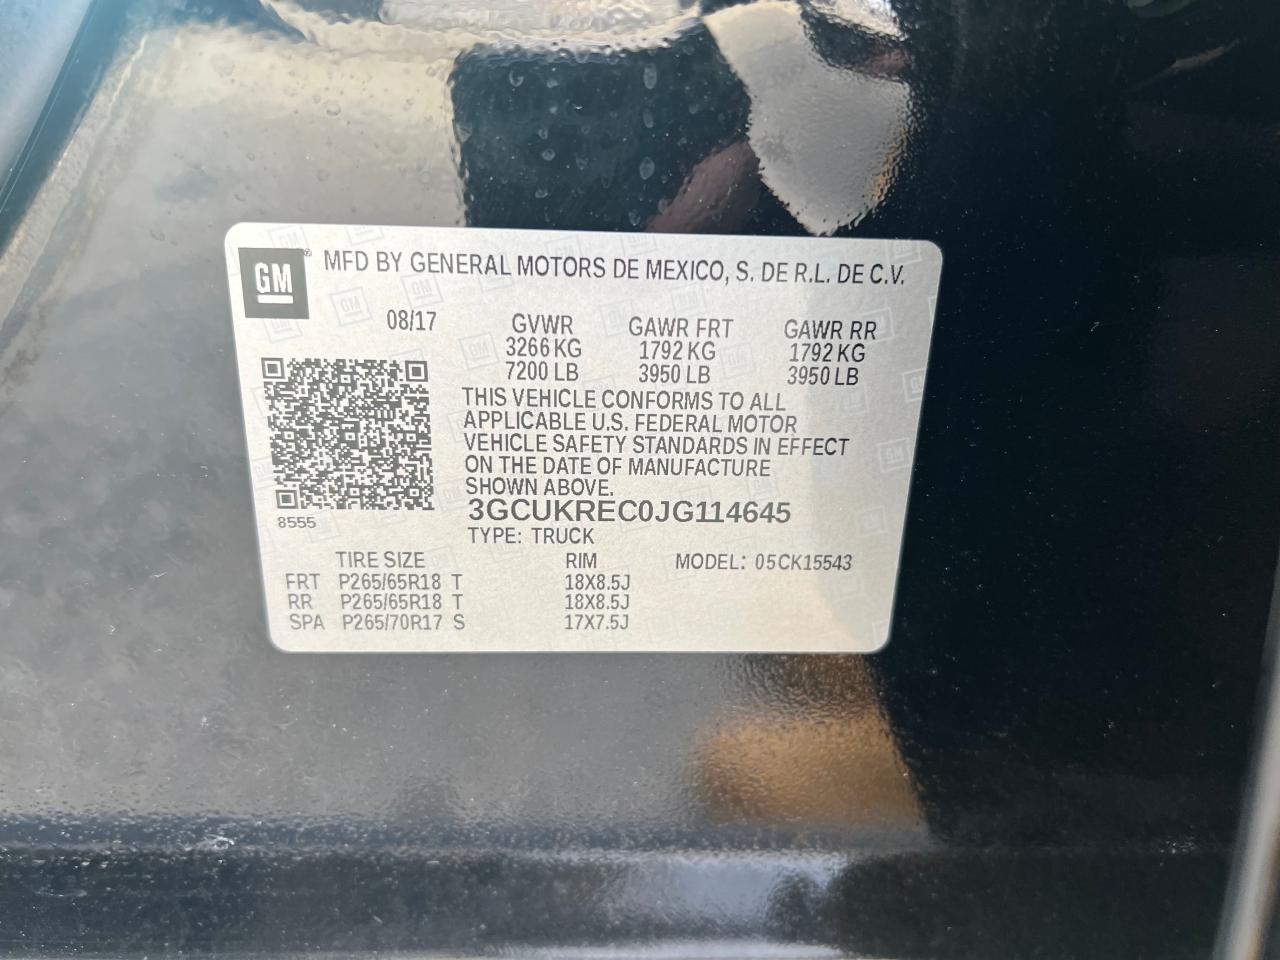 GM® MFD BY GENERAL MOTORS DE MEXICO, S. DE R.L. DE C.V.
08/17 GVWR GAWR FRT GAWR RR
3266 KG 1792 KG 1792 KG
7200 LB 3950 LB 3950 LB
THIS VEHICLE CONFORMS TO ALL
APPLICABLE U.S. FEDERAL MOTOR
VEHICLE SAFETY STANDARDS IN EFFECT
ON THE DATE OF MANUFACTURE
SHOWN ABOVE.
3GCUKREC0JG114645
8555
TYPE: TRUCK
TIRE SIZE RIM MODEL: 05CK15543
FRT P265/65R18 T 18X8.5J
RR P265/65R18 T 18X8.5J
SPA P265/70R17 S 17X7.5J